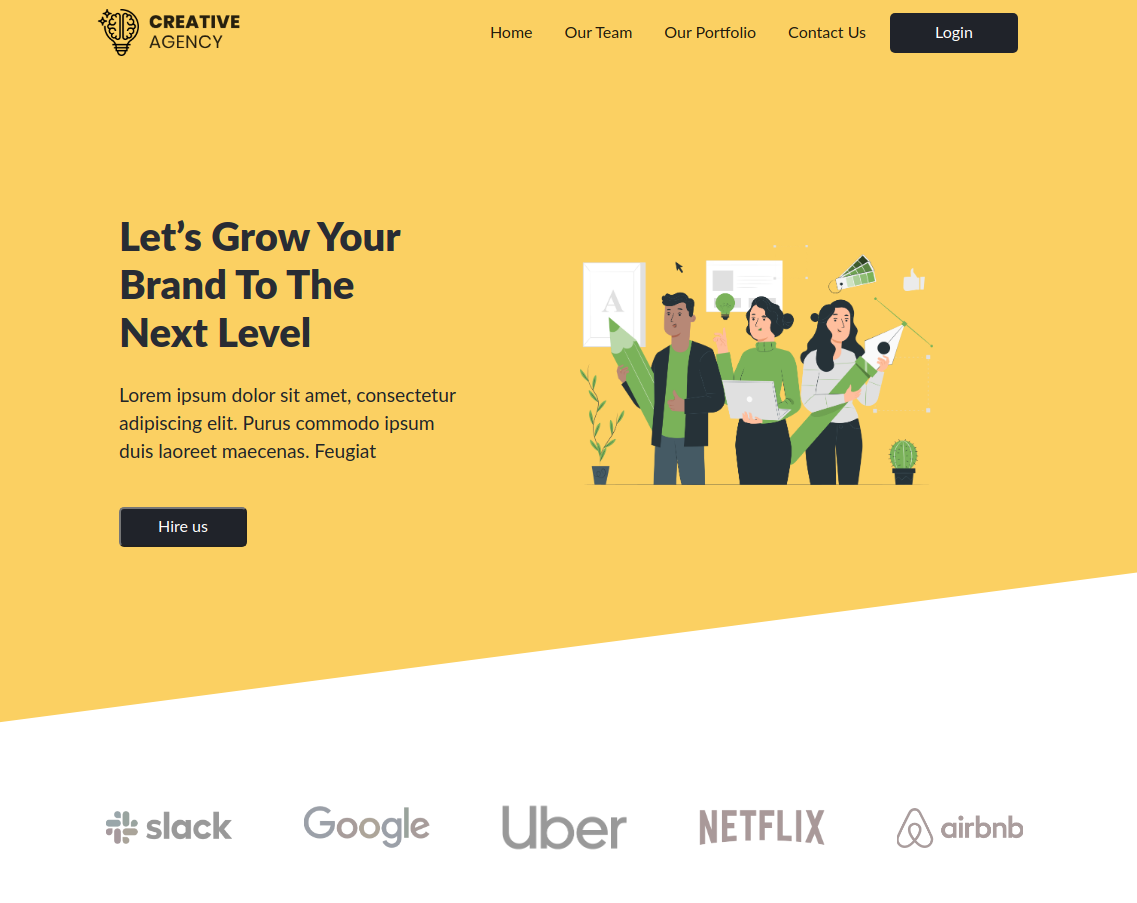 CREATIVE
AGENCY
Home Our Team Our Portfolio Contact Us Login
Let’s Grow Your
Brand To The
Next Level
A
Lorem ipsum dolor sit amet, consectetur
adipiscing elit. Purus commodo ipsum
duis laoreet maecenas. Feugiat
Hire us
slack Google Uber NETFLIX airbnb